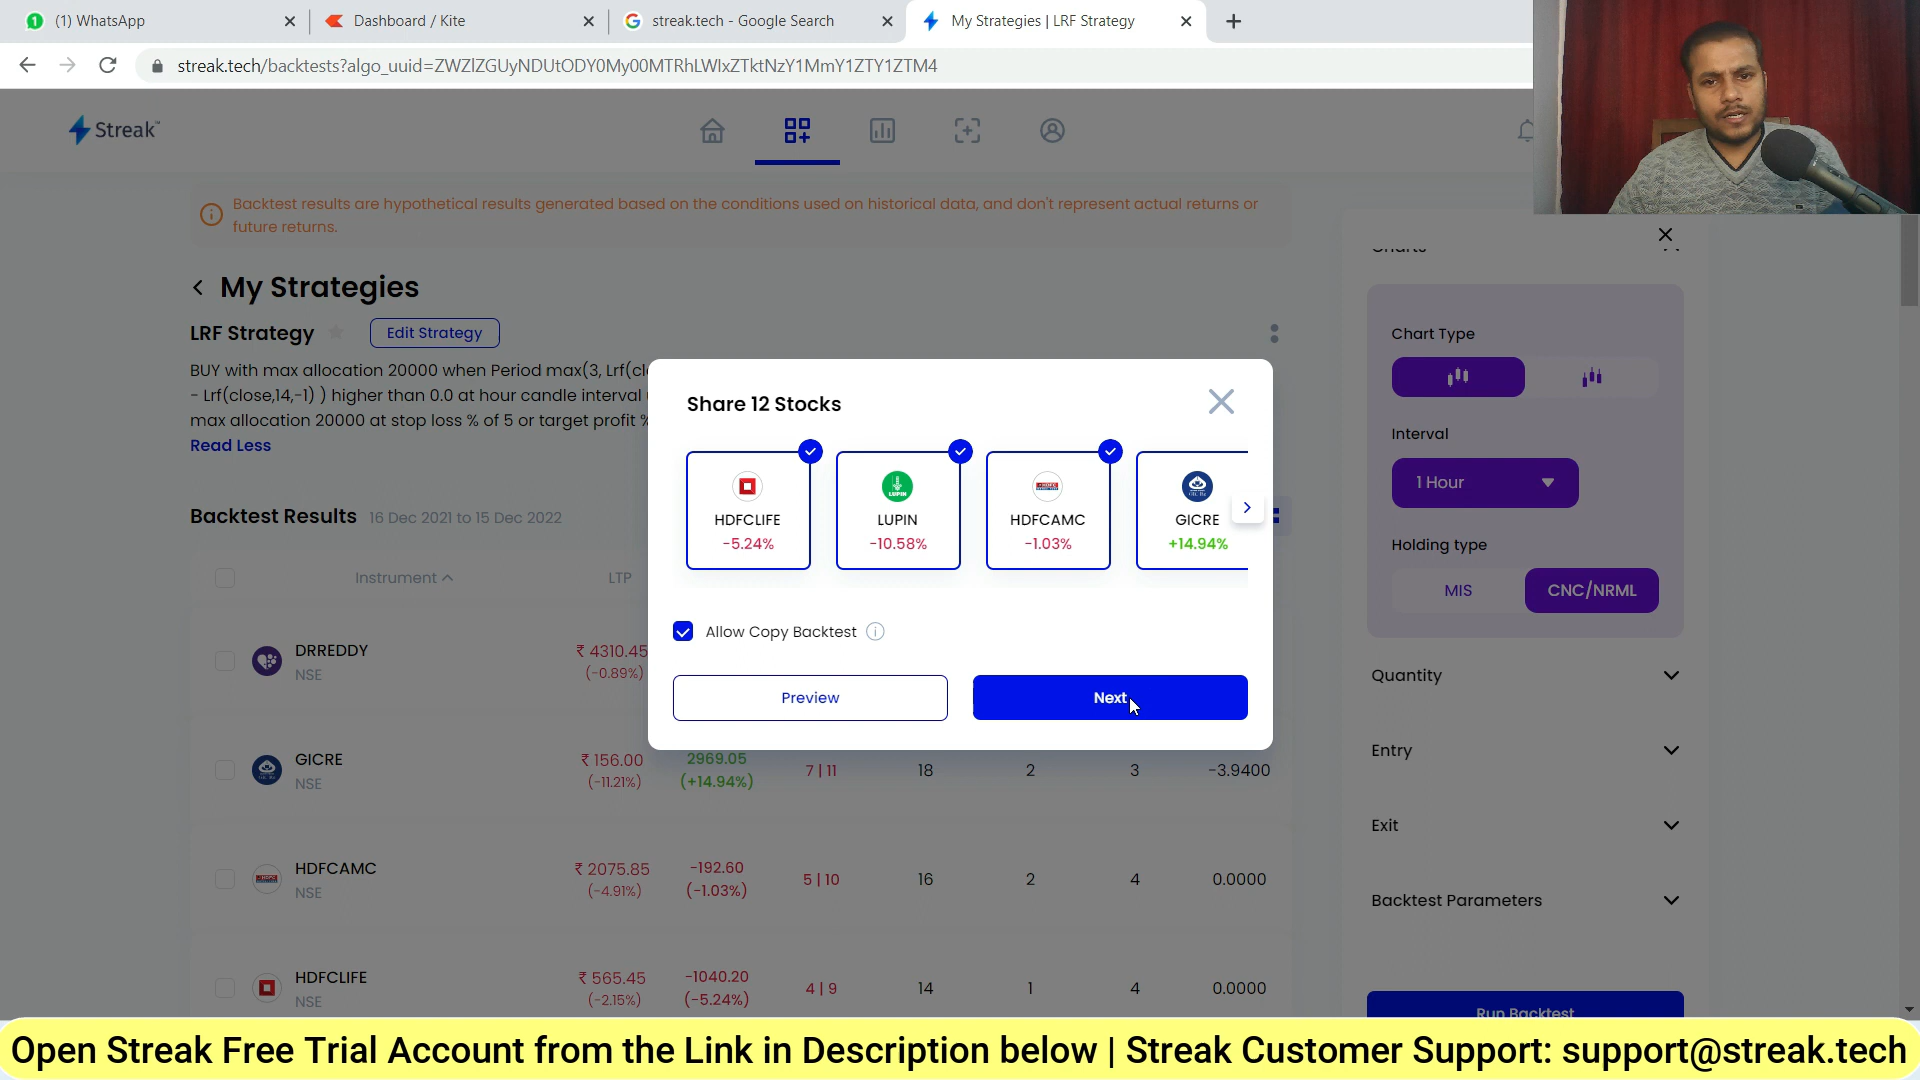 (1) WhatsApp
Dashboard / Kite
streak.tech - Google Search
My Strategies | LRF Strategy
streak.tech/backtests?algo_uuid=ZWZlZGUyNDUtODY0My00MTRhLWIxZTktNzY1MmY1ZTY1ZTM4
Streak™
Backtest results are hypothetical results generated based on the conditions used on historical data, and don't represent actual returns or
future returns.
My Strategies
LRF Strategy
Edit Strategy
BUY with max allocation 20000 when Period max(3, Lrf(cl
- Lrf(close,14,-1) ) higher than 0.0 at hour candle interval
max allocation 20000 at stop loss % of 5 or target profit %
Read Less
Backtest Results 16 Dec 2021 to 15 Dec 2022
Instrument LTP
DRREDDY ₹ 4310.45
NSE (-0.89%)
GICRE ₹ 156.00 2969.05 7 | 11 18 2 3 -3.9400
NSE (-11.21%) (+14.94%)
HDFCAMC ₹ 2075.85 -192.60 5 | 10 16 2 4 0.0000
NSE (-4.91%) (-1.03%)
HDFCLIFE ₹ 565.45 -1040.20 4 | 9 14 1 4 0.0000
NSE (-2.15%) (-5.24%)
Share 12 Stocks
HDFCLIFE
-5.24%
LUPIN
LUPIN
-10.58%
HDFCAMC
-1.03%
GICRE
+14.94%
Allow Copy Backtest
Preview
Next
Charts
Chart Type
Interval
1 Hour
Holding type
MIS CNC/NRML
Quantity
Entry
Exit
Backtest Parameters
Run Backtest
Open Streak Free Trial Account from the Link in Description below | Streak Customer Support: support@streak.tech